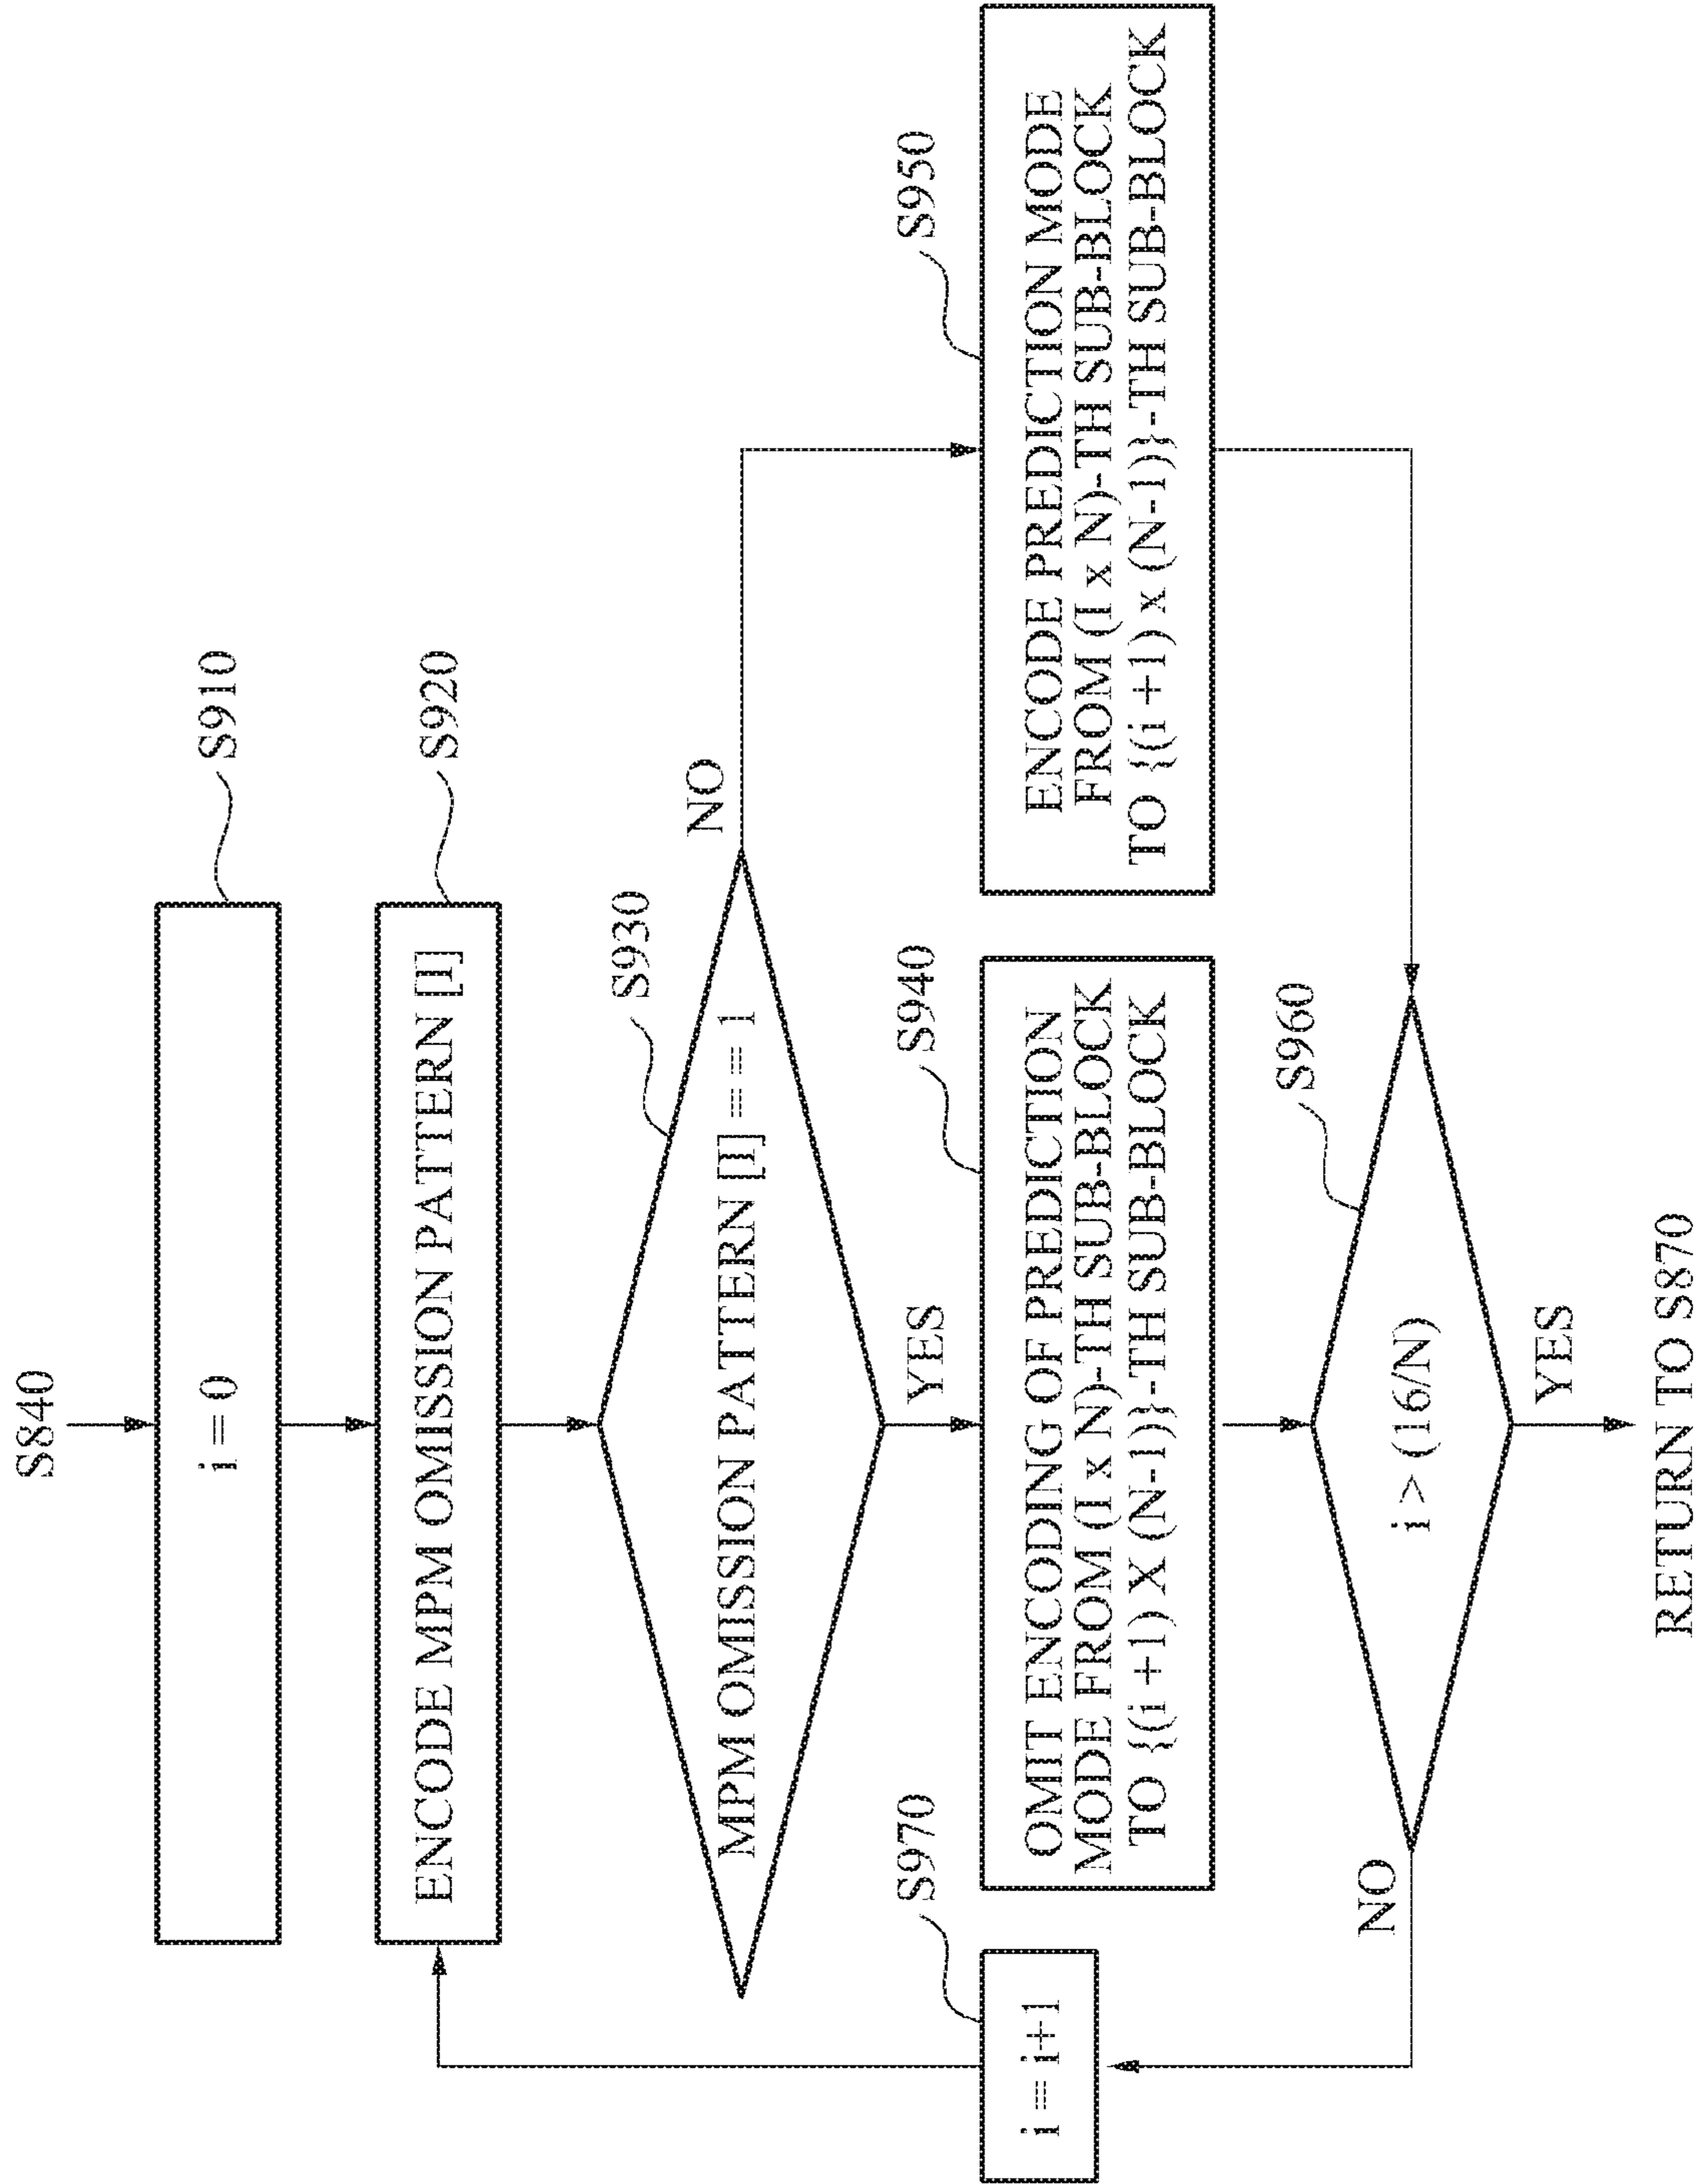 S840
i = 0
S910
ENCODE MPM OMISSION PATTERN [I]
S920
MPM OMISSION PATTERN [I] = = 1
S930
NO
YES
OMIT ENCODING OF PREDICTION
MODE FROM (I x N)-TH SUB-BLOCK
TO {(i +1) X (N-1)}-TH SUB-BLOCK
S940
ENCODE PREDICTION MODE
FROM (I x N)-TH SUB-BLOCK
TO {(i +1) x (N-1)}-TH SUB-BLOCK
S950
i = i+1
S970
i > (16/N)
S960
NO
YES
RETURN TO S870